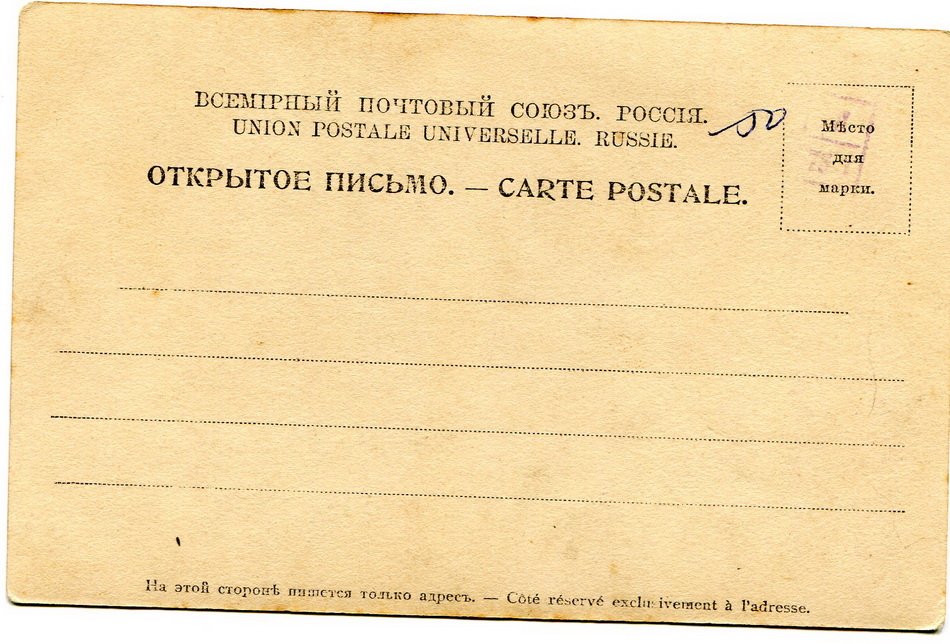 ВСЕМІРНЫЙ ПОЧТОВЫЙ СОЮЗЪ. РОССІЯ.
UNION POSTALE UNIVERSELLE. RUSSIE.
50
ОТКРЫТОЕ ПИСЬМО. — CARTE POSTALE.
Мѣсто
для
марки.
На этой сторонѣ пишется только адресъ. — Côté réservé exclusivement à l'adresse.